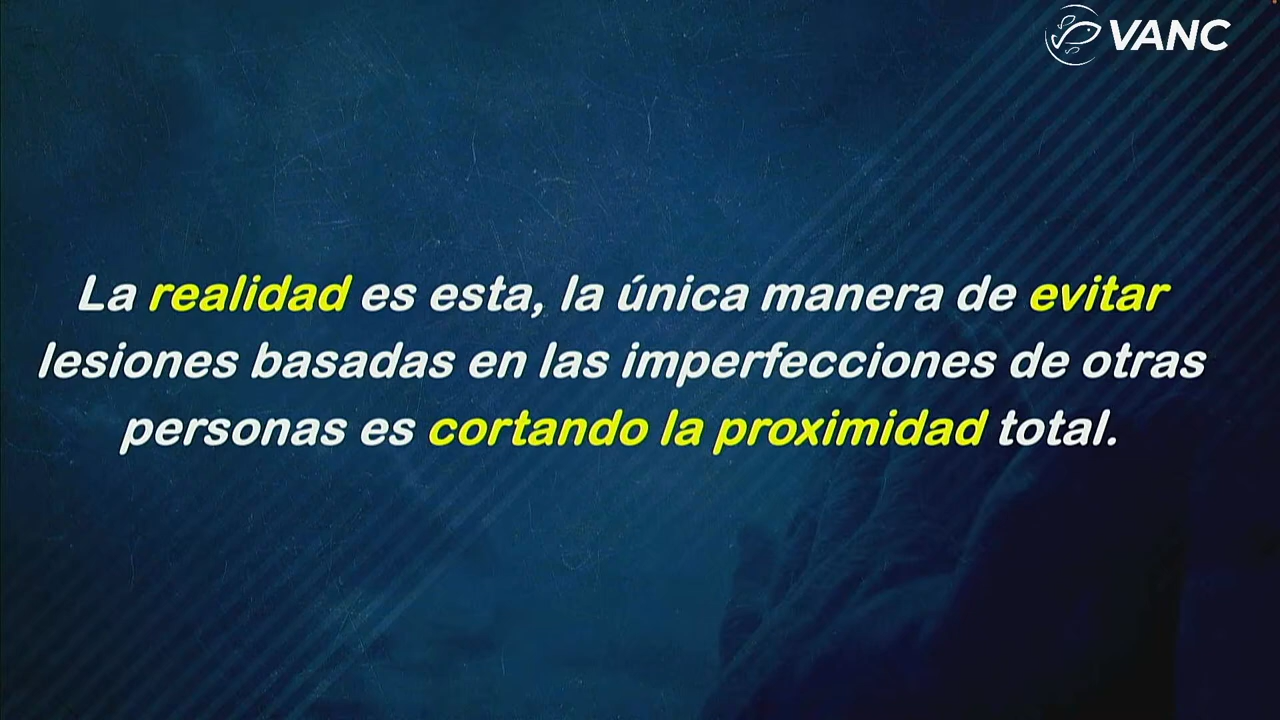 VANC
La realidad es esta, la única manera de evitar
lesiones basadas en las imperfecciones de otras
personas es cortando la proximidad total.